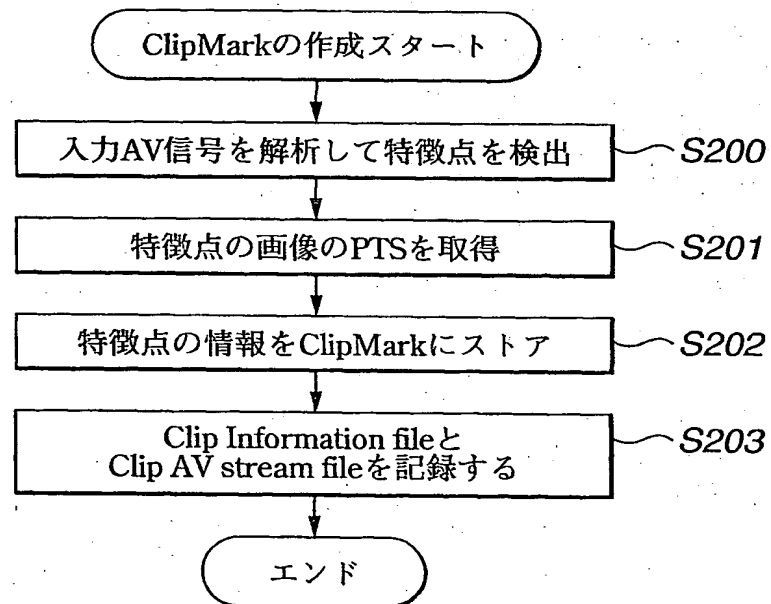 ClipMarkの作成スタート
入力AV信号を解析して特徴点を検出 S200
特徴点の画像のPTSを取得 S201
特徴点の情報をClipMarkにストア S202
Clip Information fileと S203
Clip AV stream fileを記録する
エンド